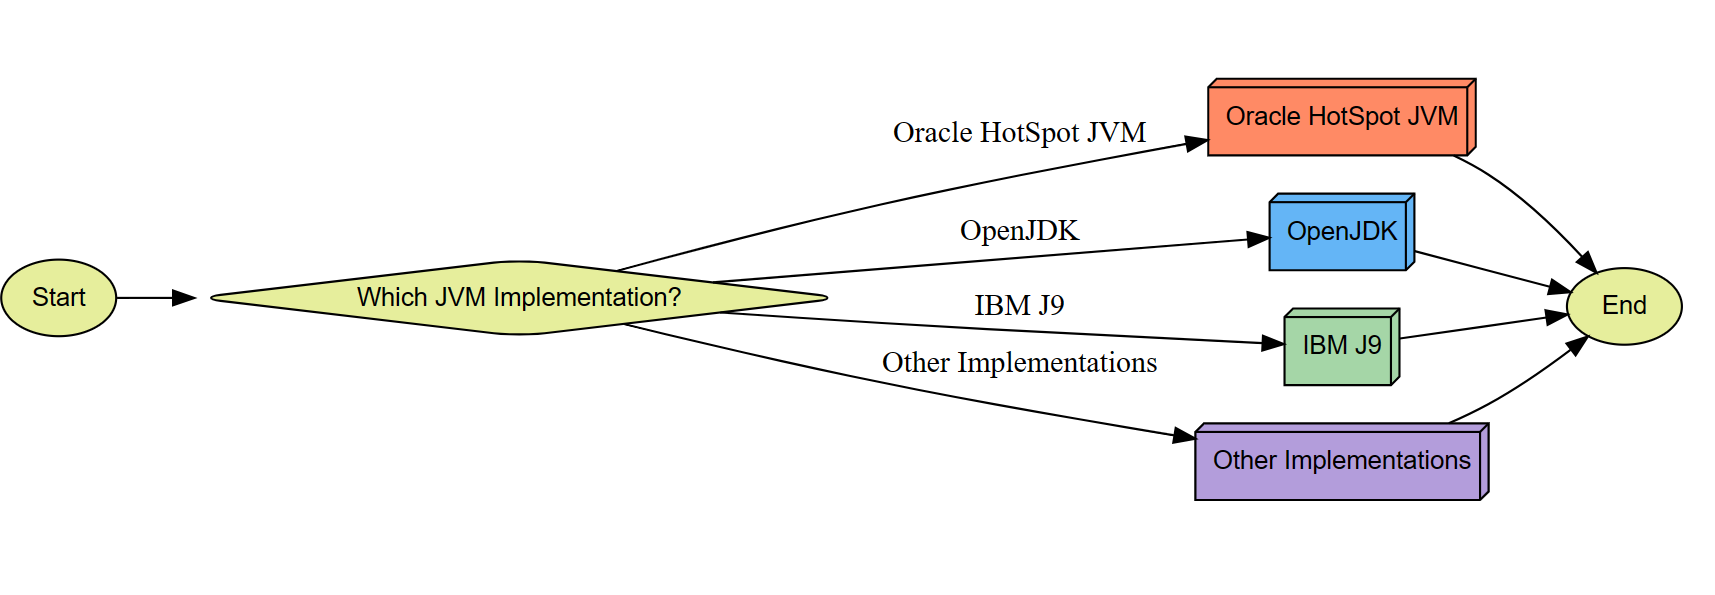 Start
Which JVM Implementation?
Oracle HotSpot JVM
OpenJDK
IBM J9
Other Implementations
Oracle HotSpot JVM
OpenJDK
IBM J9
Other Implementations
End